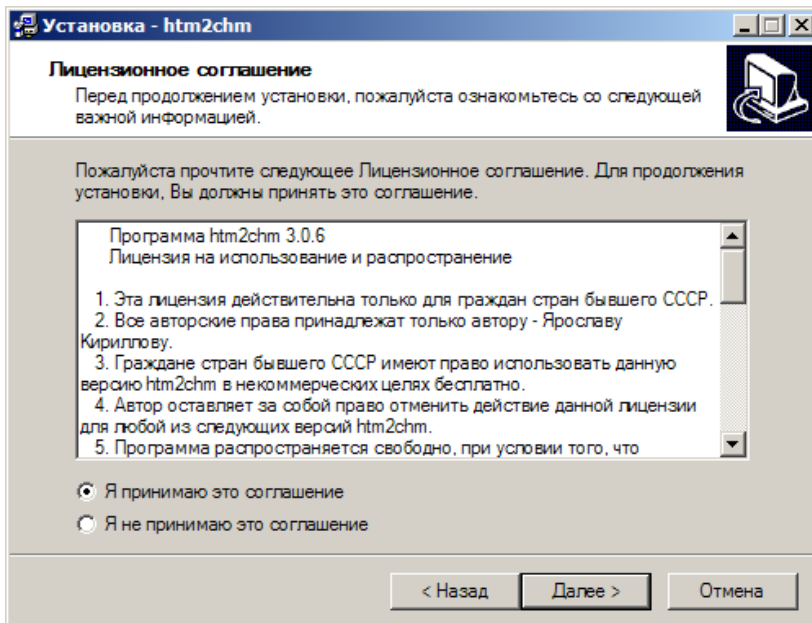 Установка - htm2chm
Лицензионное соглашение
Перед продолжением установки, пожалуйста ознакомьтесь со следующей
важной информацией.
Пожалуйста прочтите следующее Лицензионное соглашение. Для продолжения
установки, Вы должны принять это соглашение.
Программа htm2chm 3.0.6
Лицензия на использование и распространение
1. Эта лицензия действительна только для граждан стран бывшего СССР.
2. Все авторские права принадлежат только автору - Ярославу
Кириллову.
3. Граждане стран бывшего СССР имеют право использовать данную
версию htm2chm в некоммерческих целях бесплатно.
4. Автор оставляет за собой право отменить действие данной лицензии
для любой из следующих версий htm2chm.
5. Программа распространяется свободно, при условии того, что
Я принимаю это соглашение
Я не принимаю это соглашение
< Назад Далее > Отмена